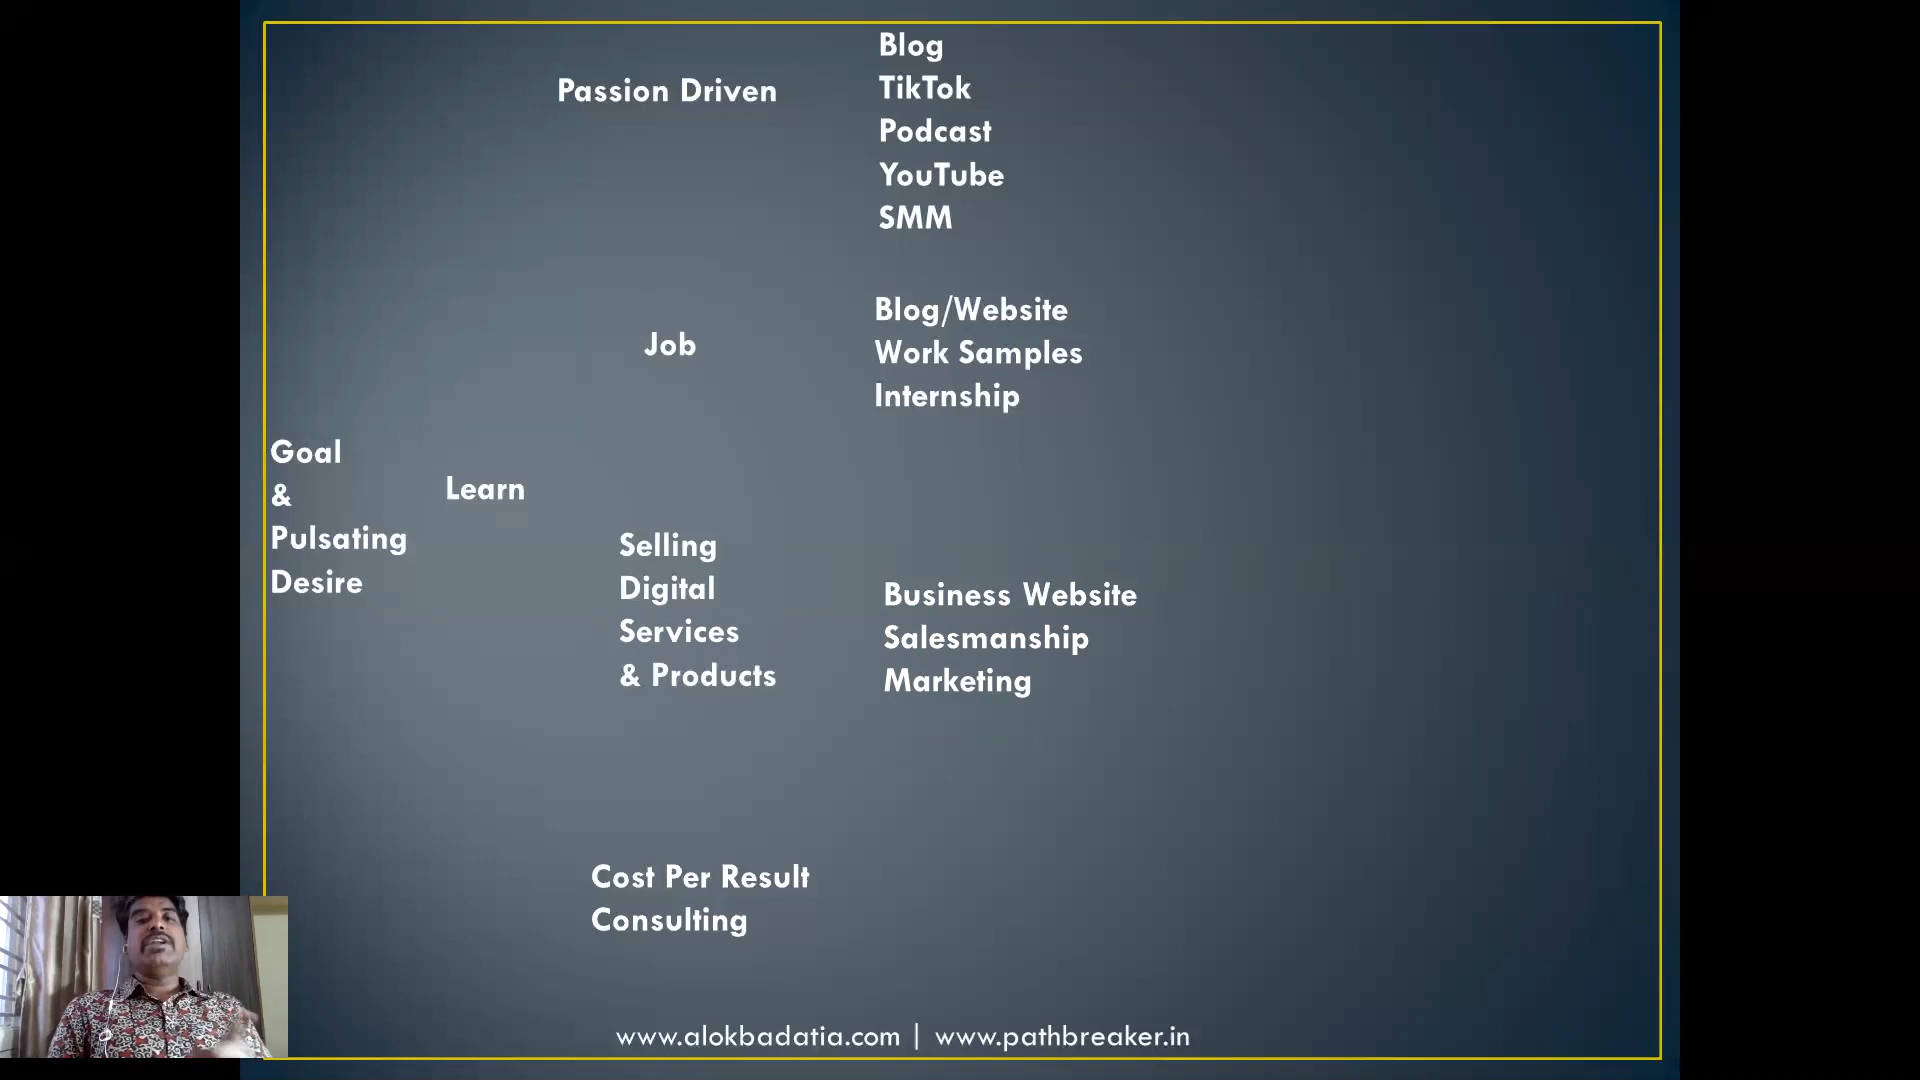 Passion Driven
Blog
TikTok
Podcast
YouTube
SMM
Job
Blog/Website
Work Samples
Internship
Goal
&
Pulsating
Desire
Learn
Selling
Digital
Services
& Products
Business Website
Salesmanship
Marketing
Cost Per Result
Consulting
www.alokbadatia.com | www.pathbreaker.in